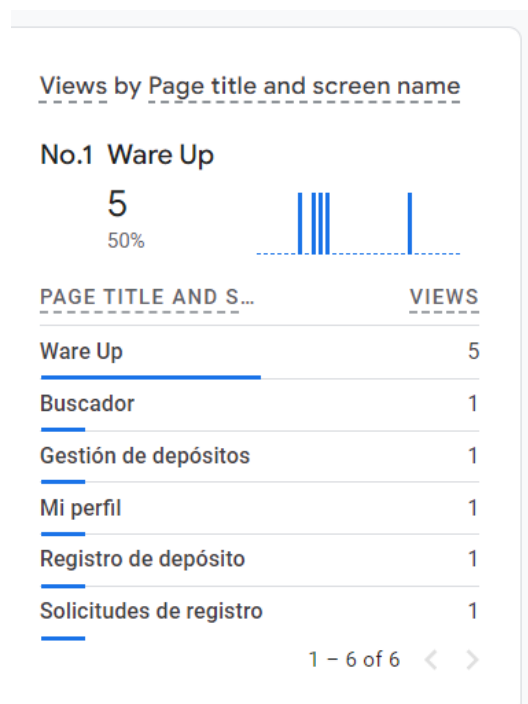 Views by Page title and screen name
No.1 Ware Up
5
50%
PAGE TITLE AND S... VIEWS
Ware Up 5
Buscador 1
Gestión de depósitos 1
Mi perfil 1
Registro de depósito 1
Solicitudes de registro 1
1 – 6 of 6